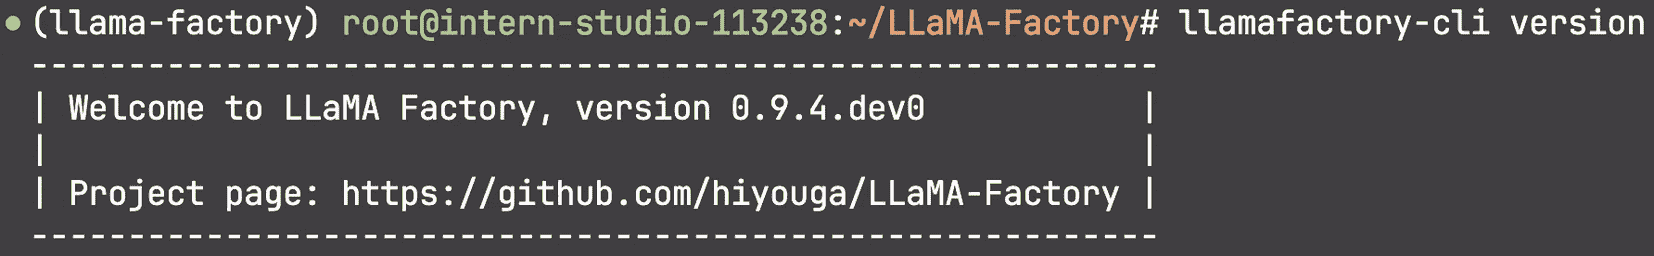 (llama-factory) root@intern-studio-113238:~/LLaMA-Factory# llamafactory-cli version
----------------------------------------------------------
| Welcome to LLaMA Factory, version 0.9.4.dev0           |
|                                                        |
| Project page: https://github.com/hiyouga/LLaMA-Factory |
----------------------------------------------------------